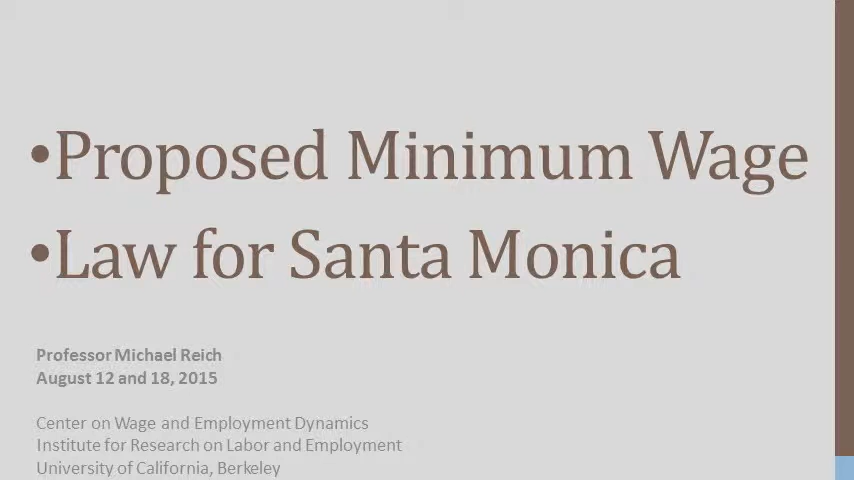 •Proposed Minimum Wage
•Law for Santa Monica
Professor Michael Reich
August 12 and 18, 2015
Center on Wage and Employment Dynamics
Institute for Research on Labor and Employment
University of California, Berkeley